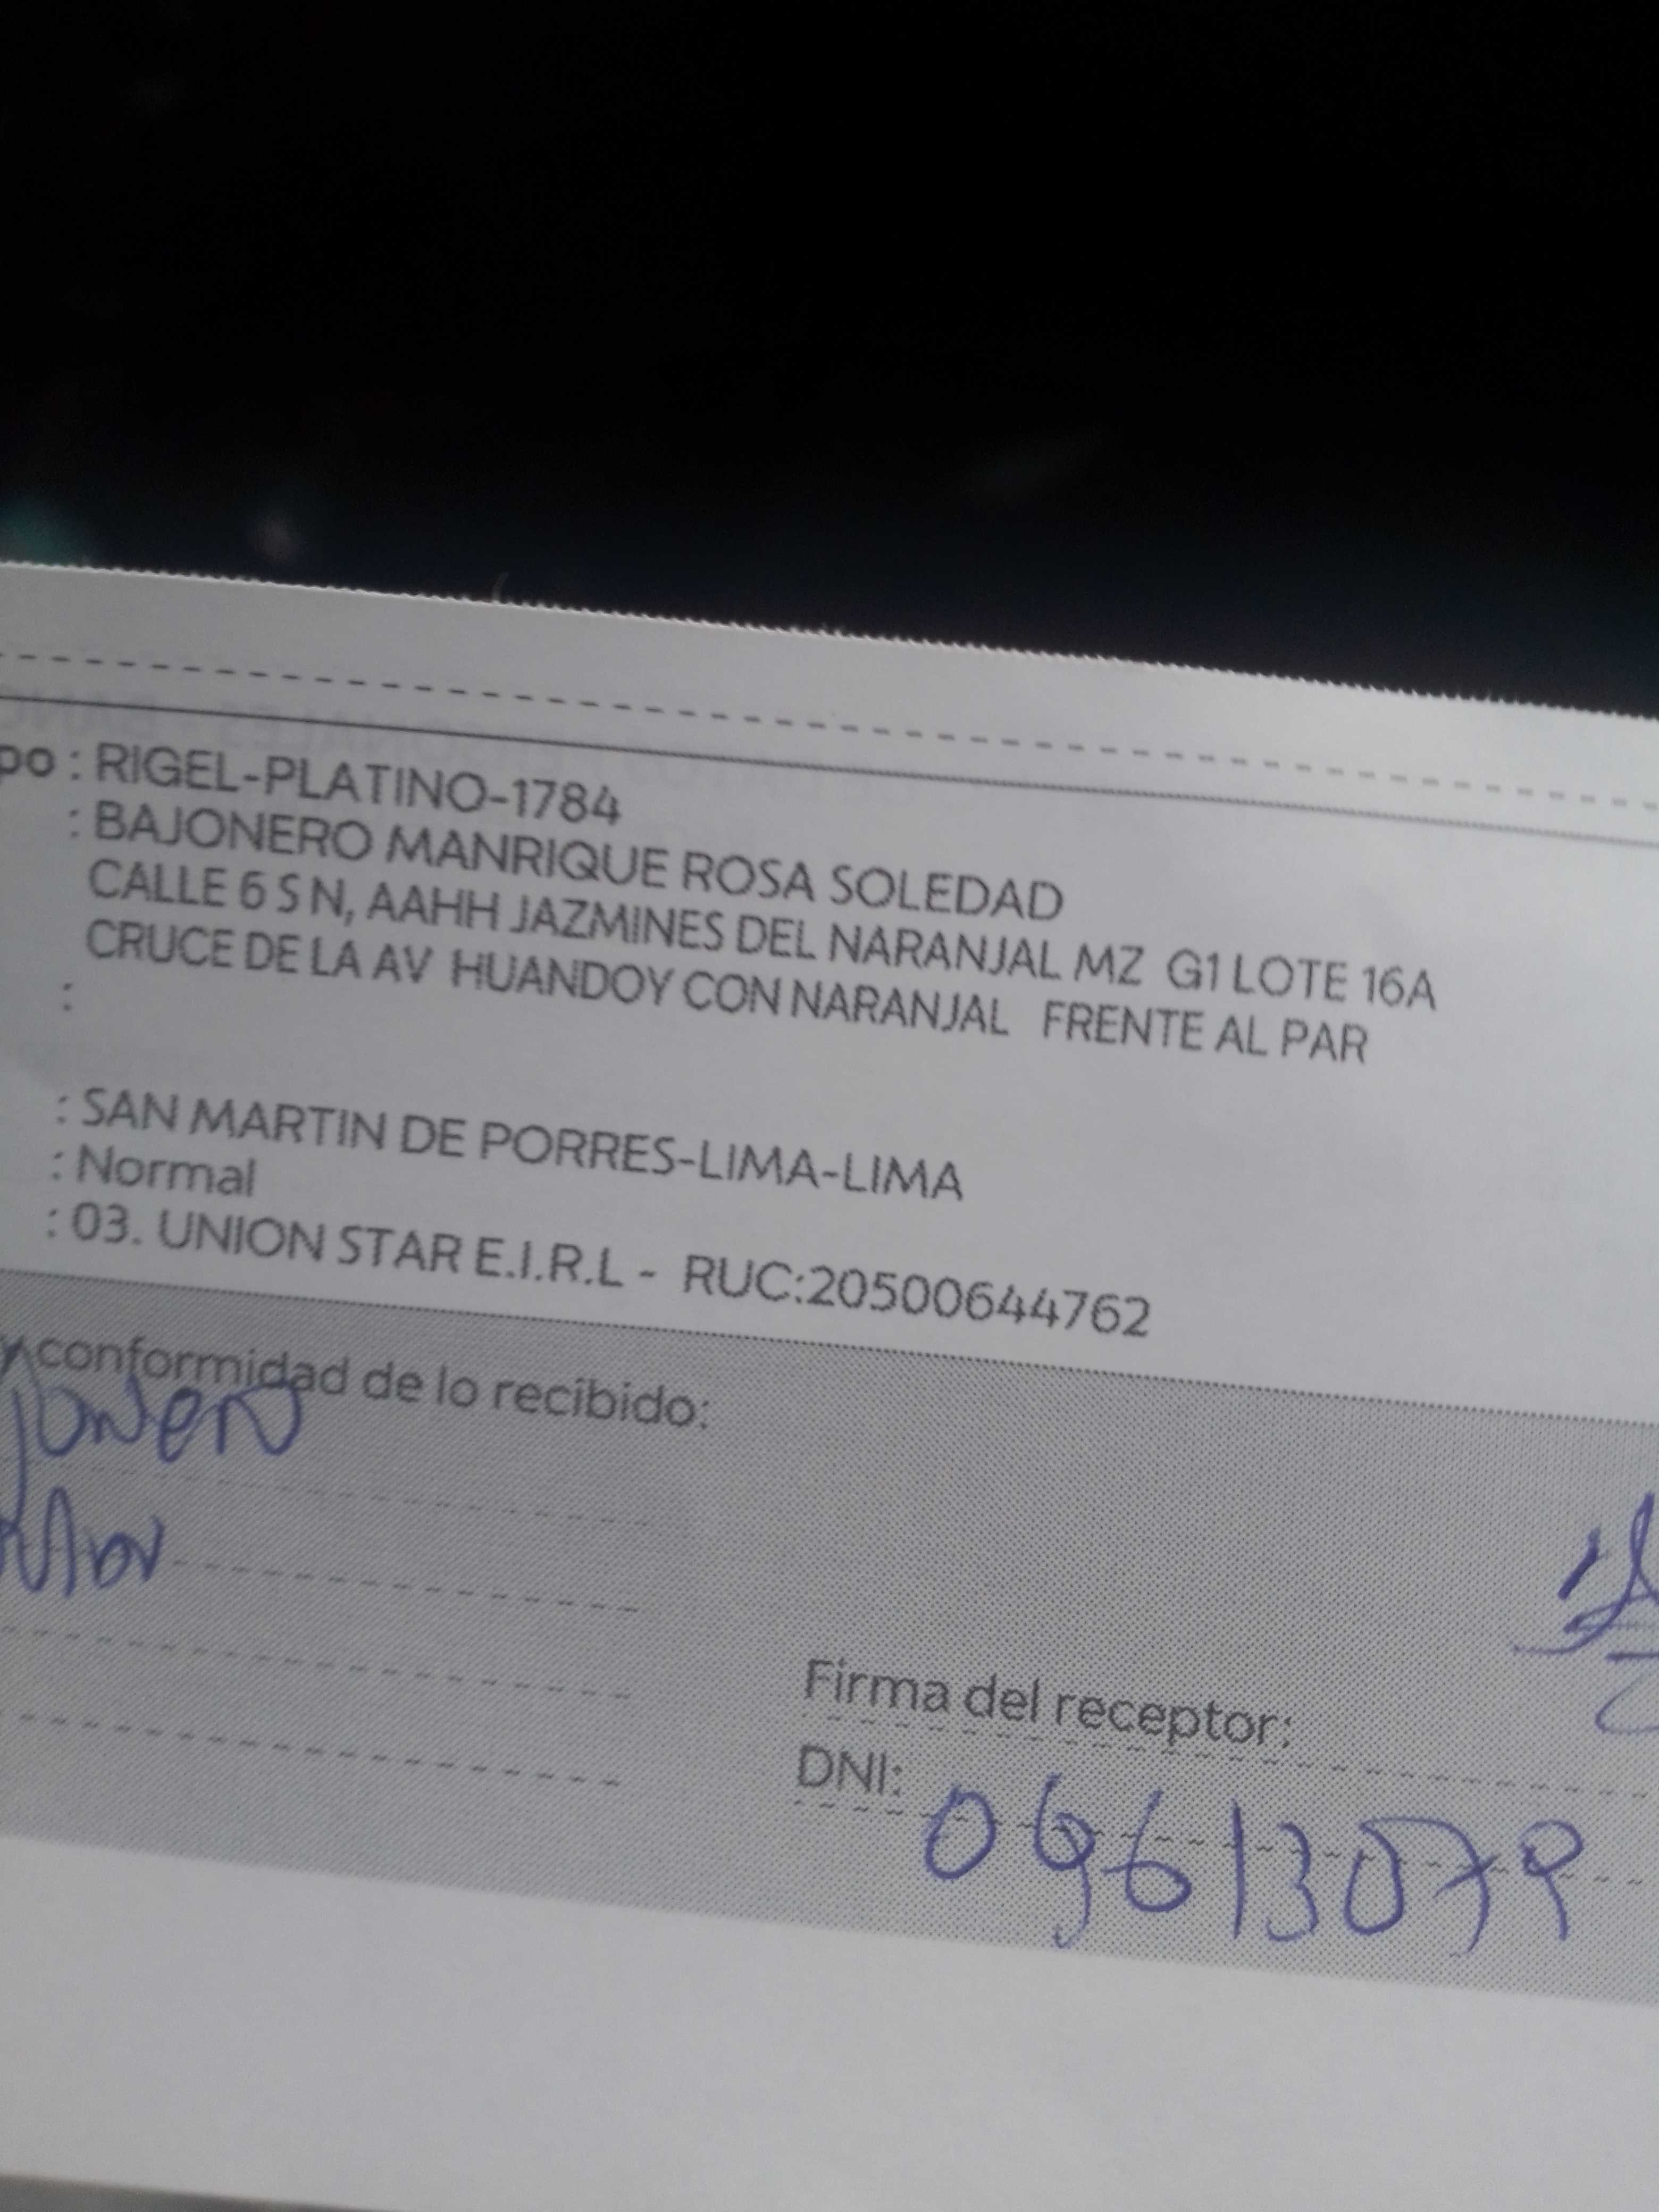 po : RIGEL-PLATINO-1784
: BAJONERO MANRIQUE ROSA SOLEDAD
CALLE 6 S N, AAHH JAZMINES DEL NARANJAL MZ G1 LOTE 16A
CRUCE DE LA AV HUANDOY CON NARANJAL FRENTE AL PAR
:
: SAN MARTIN DE PORRES-LIMA-LIMA
: Normal
: 03. UNION STAR E.I.R.L - RUC:20500644762
y conformidad de lo recibido:
jonero
Firma del receptor:
DNI: 09613079